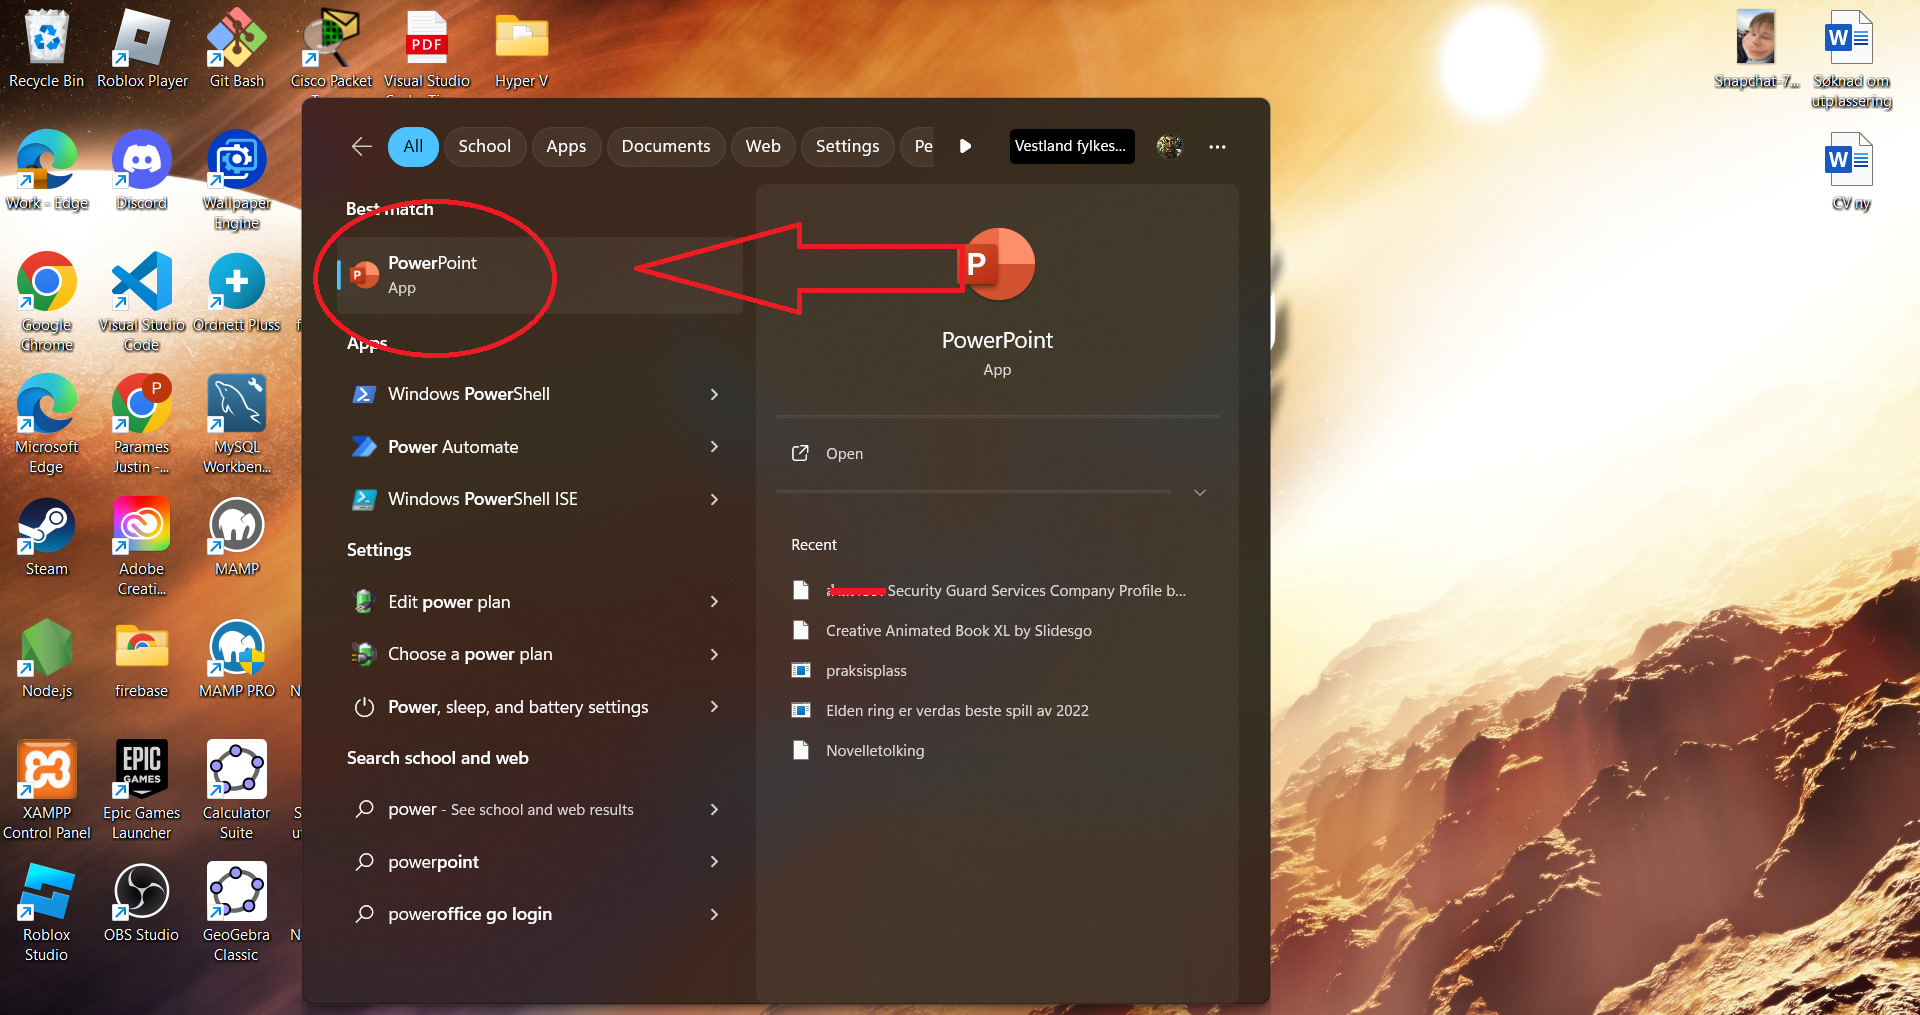 Recycle Bin
Roblox Player
Git Bash
Cisco Packet
Visual Studio
PDF
Hyper V
Snapchat-7...
Søknad om
utplassering
Work - Edge
Discord
Wallpaper
Engine
CV ny
Google
Chrome
Visual Studio
Code
Ordnett Pluss
Microsoft
Edge
P
Parames
Justin -...
MySQL
Workben...
Steam
Adobe
Creati...
MAMP
Node.js
firebase
MAMP PRO
XAMPP
Control Panel
EPIC
GAMES
Epic Games
Launcher
Calculator
Suite
Roblox
Studio
OBS Studio
GeoGebra
Classic
All
School
Apps
Documents
Web
Settings
Pe
Vestland fylkes...
Best match
PowerPoint
App
Apps
Windows PowerShell
Power Automate
Windows PowerShell ISE
Settings
Edit power plan
Choose a power plan
Power, sleep, and battery settings
Search school and web
power - See school and web results
powerpoint
poweroffice go login
P
PowerPoint
App
Open
Recent
Security Guard Services Company Profile b...
Creative Animated Book XL by Slidesgo
praksisplass
Elden ring er verdas beste spill av 2022
Novelletolking